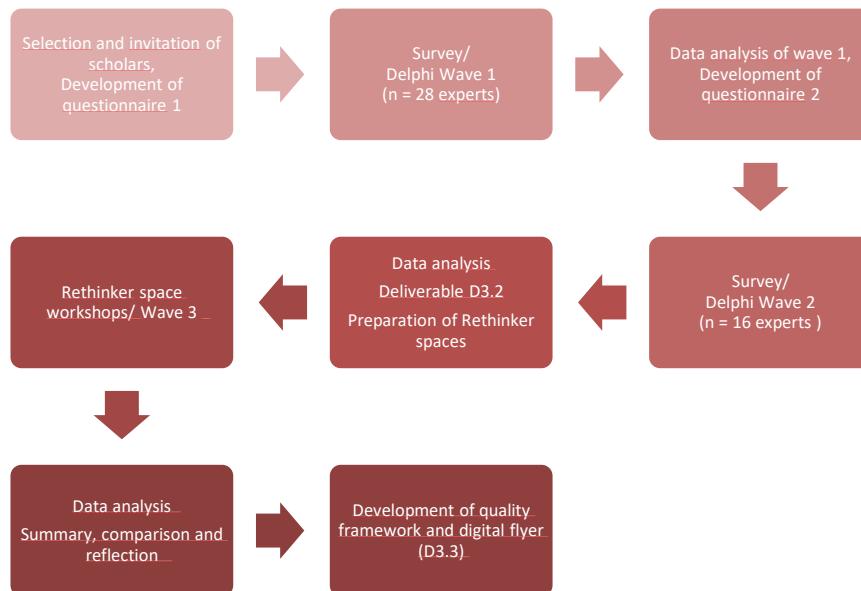 Selection and invitation of
scholars,
Development of
questionnaire 1
Survey/
Delphi Wave 1
(n = 28 experts)
Data analysis of wave 1,
Development of
questionnaire 2
Survey/
Delphi Wave 2
(n = 16 experts )
Data analysis
Deliverable D3.2
Preparation of Rethinker
spaces
Rethinker space
workshops/ Wave 3
Data analysis
Summary, comparison and
reflection
Development of quality
framework and digital flyer
(D3.3)